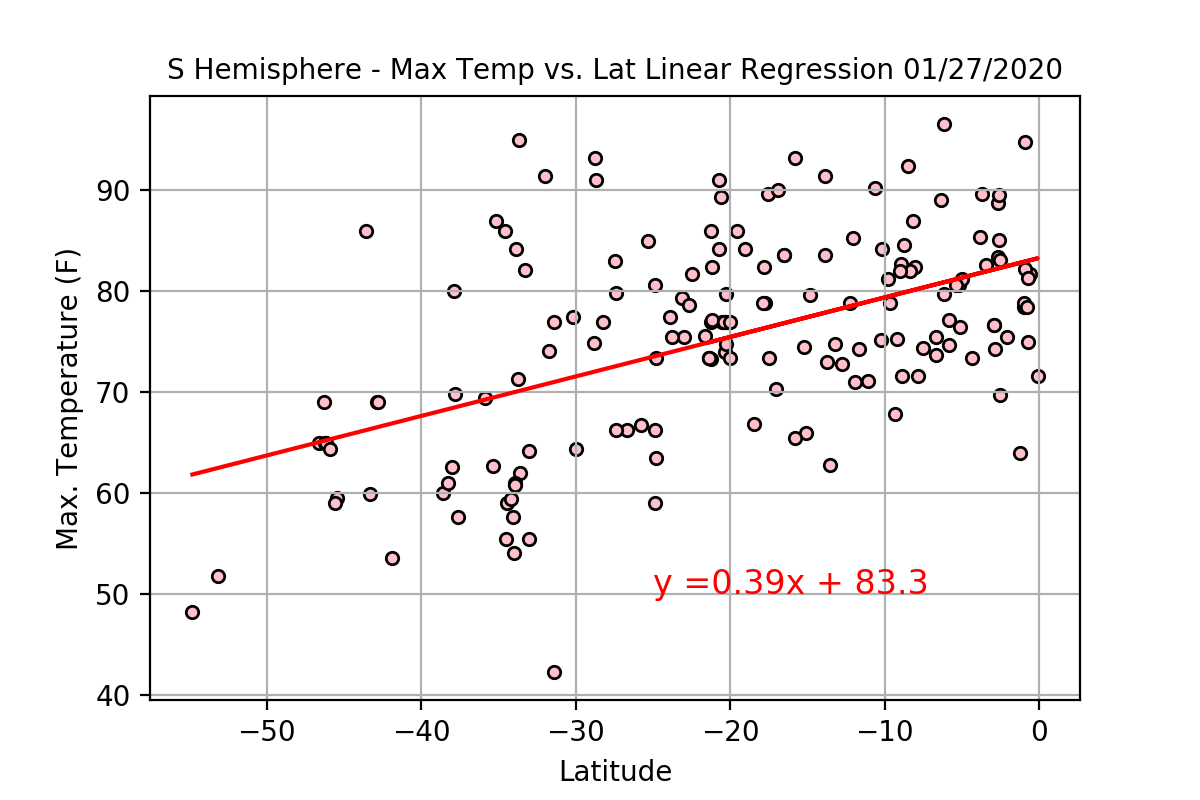 S Hemisphere - Max Temp vs. Lat Linear Regression 01/27/2020
Max. Temperature (F)
90
80
70
60
50
40
y =0.39x + 83.3
−50 −40 −30 −20 −10 0
Latitude